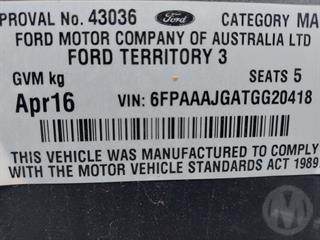 PROVAL No. 43036 Ford CATEGORY MA
FORD MOTOR COMPANY OF AUSTRALIA LTD
FORD TERRITORY 3
GVM kg SEATS 5
Apr16 VIN: 6FPAAAJGATGG20418
THIS VEHICLE WAS MANUFACTURED TO COMPLY
WITH THE MOTOR VEHICLE STANDARDS ACT 1989.